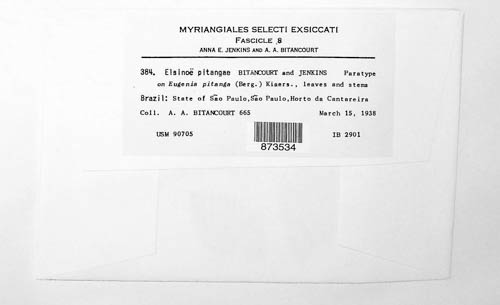 MYRIANGIALES SELECTI EXSICCATI
FASCICLE 8
ANNA E. JENKINS AND A. A. BITANCOURT
384. Elsinoë pitangae BITANCOURT and JENKINS Paratype
on Eugenia pitanga (Berg.) Kiaers., leaves and stems
Brazil: State of São Paulo, São Paulo, Horto da Cantareira
Coll. A. A. BITANCOURT 665 March 15, 1938
USM 90705 IB 2901
873534